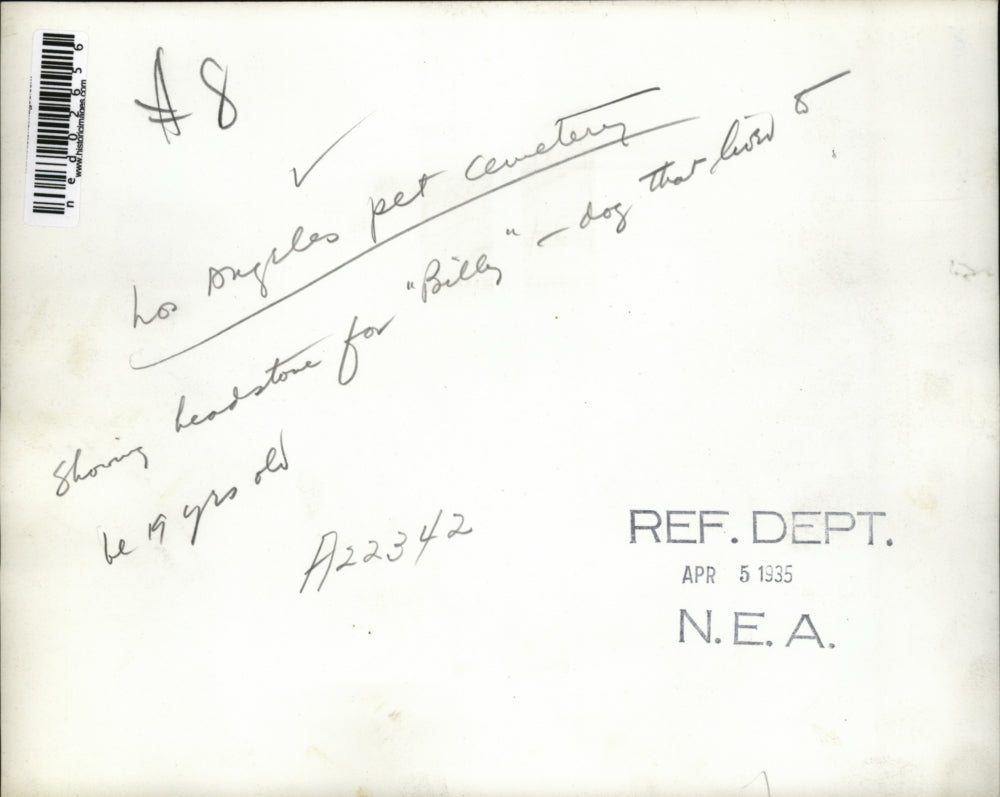 #8
Los Angeles pet cemetery
Showing headstone for "Billy" — dog that lived to
be 19 yrs old
A22342
REF. DEPT.
APR 5 1935
N.E.A.
ned02656
www.historicimages.com